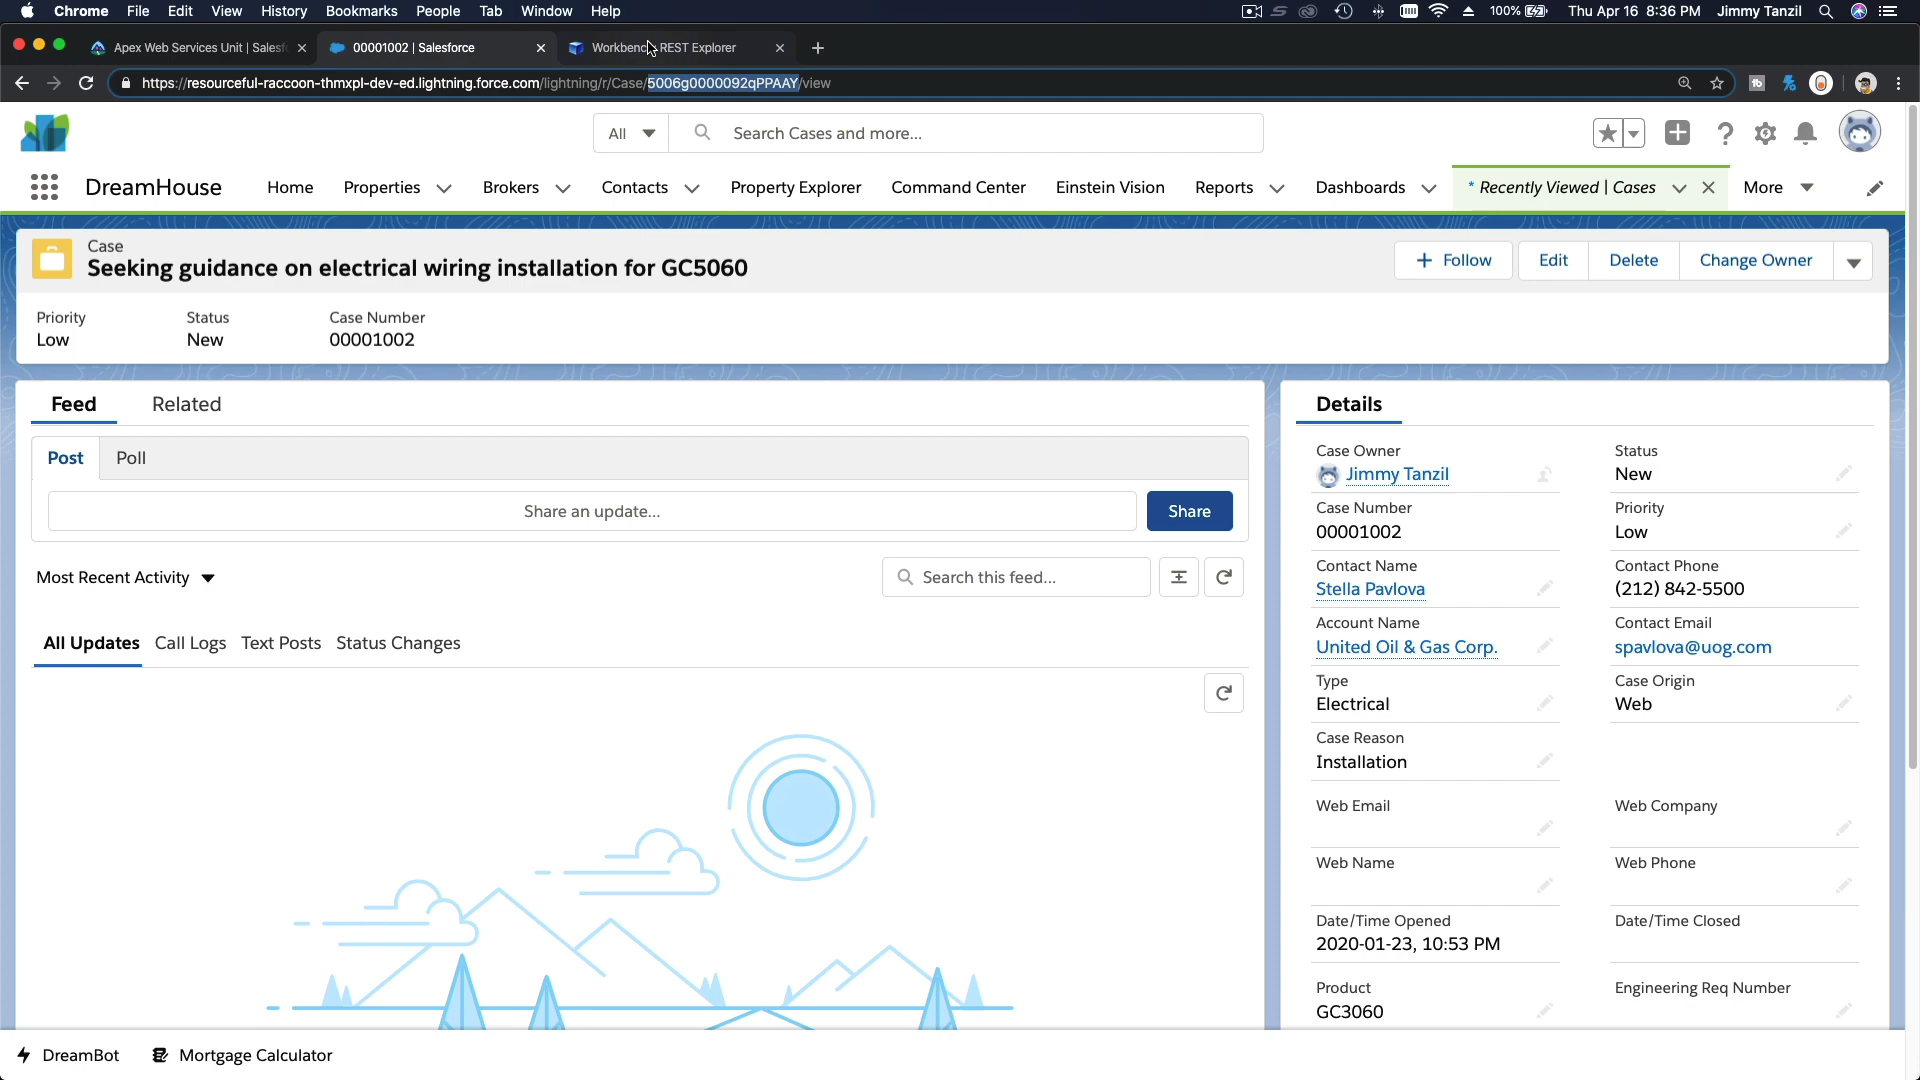 Chrome File Edit View History Bookmarks People Tab Window Help 100% Thu Apr 16 8:36 PM Jimmy Tanzil
Apex Web Services Unit | Salesf 00001002 | Salesforce Workbench REST Explorer
https://resourceful-raccoon-thmxpl-dev-ed.lightning.force.com/lightning/r/Case/5006g0000092qPPAAY/view
All Search Cases and more...
DreamHouse Home Properties Brokers Contacts Property Explorer Command Center Einstein Vision Reports Dashboards * Recently Viewed | Cases More
Case
Seeking guidance on electrical wiring installation for GC5060
Follow Edit Delete Change Owner
Priority Status Case Number
Low New 00001002
Feed Related
Post Poll
Share an update... Share
Most Recent Activity Search this feed...
All Updates Call Logs Text Posts Status Changes
Details
Case Owner Status
Jimmy Tanzil New
Case Number Priority
00001002 Low
Contact Name Contact Phone
Stella Pavlova (212) 842-5500
Account Name Contact Email
United Oil & Gas Corp. spavlova@uog.com
Type Case Origin
Electrical Web
Case Reason
Installation
Web Email Web Company
Web Name Web Phone
Date/Time Opened Date/Time Closed
2020-01-23, 10:53 PM
Product Engineering Req Number
GC3060
DreamBot Mortgage Calculator